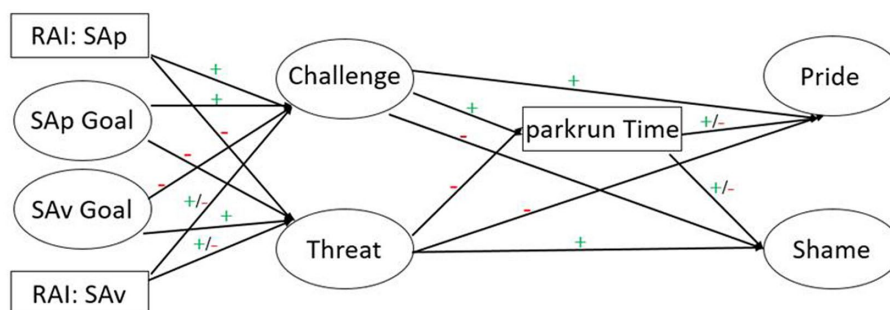 RAI: SAp
SAp Goal
SAv Goal
RAI: SAv
+
+
-
-
-
+/-
+
+/-
Challenge
Threat
+
+
-
-
-
+
parkrun Time
+/-
+/-
Pride
Shame